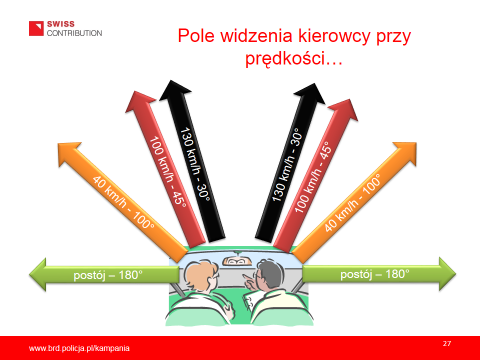 SWISS
CONTRIBUTION
Pole widzenia kierowcy przy
prędkości…
130 km/h - 30°
130 km/h - 30°
100 km/h - 45°
100 km/h - 45°
40 km/h - 100°
40 km/h - 100°
postój – 180°
postój – 180°
www.brd.policja.pl/kampania
27